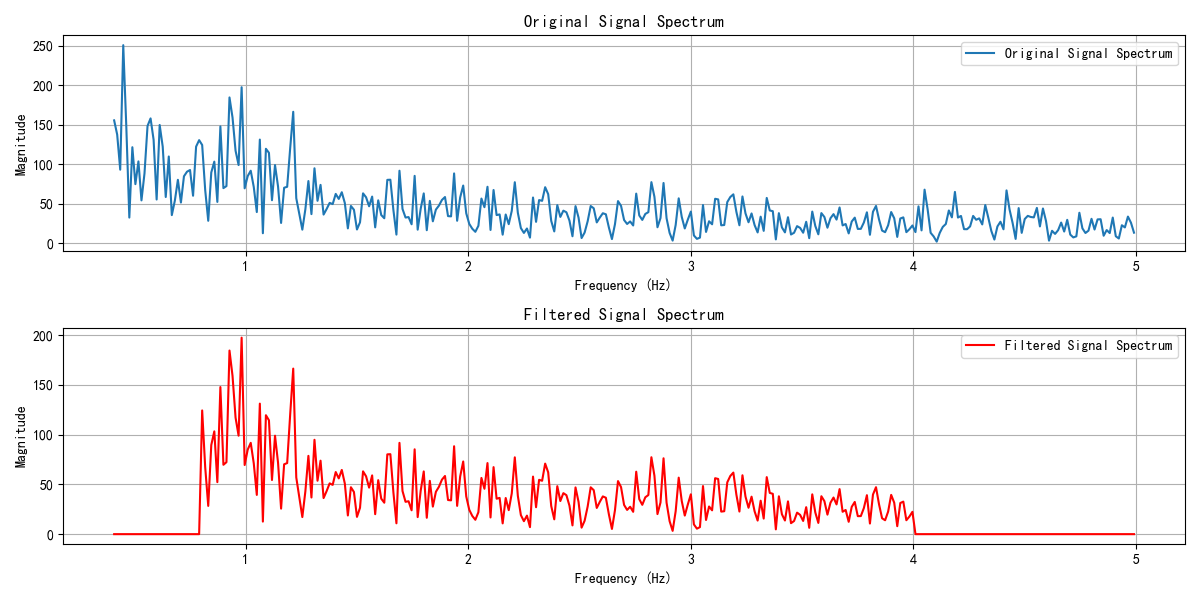 Original Signal Spectrum
Original Signal Spectrum
250
200
150
100
50
0
Magnitude
1 2 3 4 5
Frequency (Hz)
Filtered Signal Spectrum
Filtered Signal Spectrum
200
150
100
50
0
Magnitude
1 2 3 4 5
Frequency (Hz)